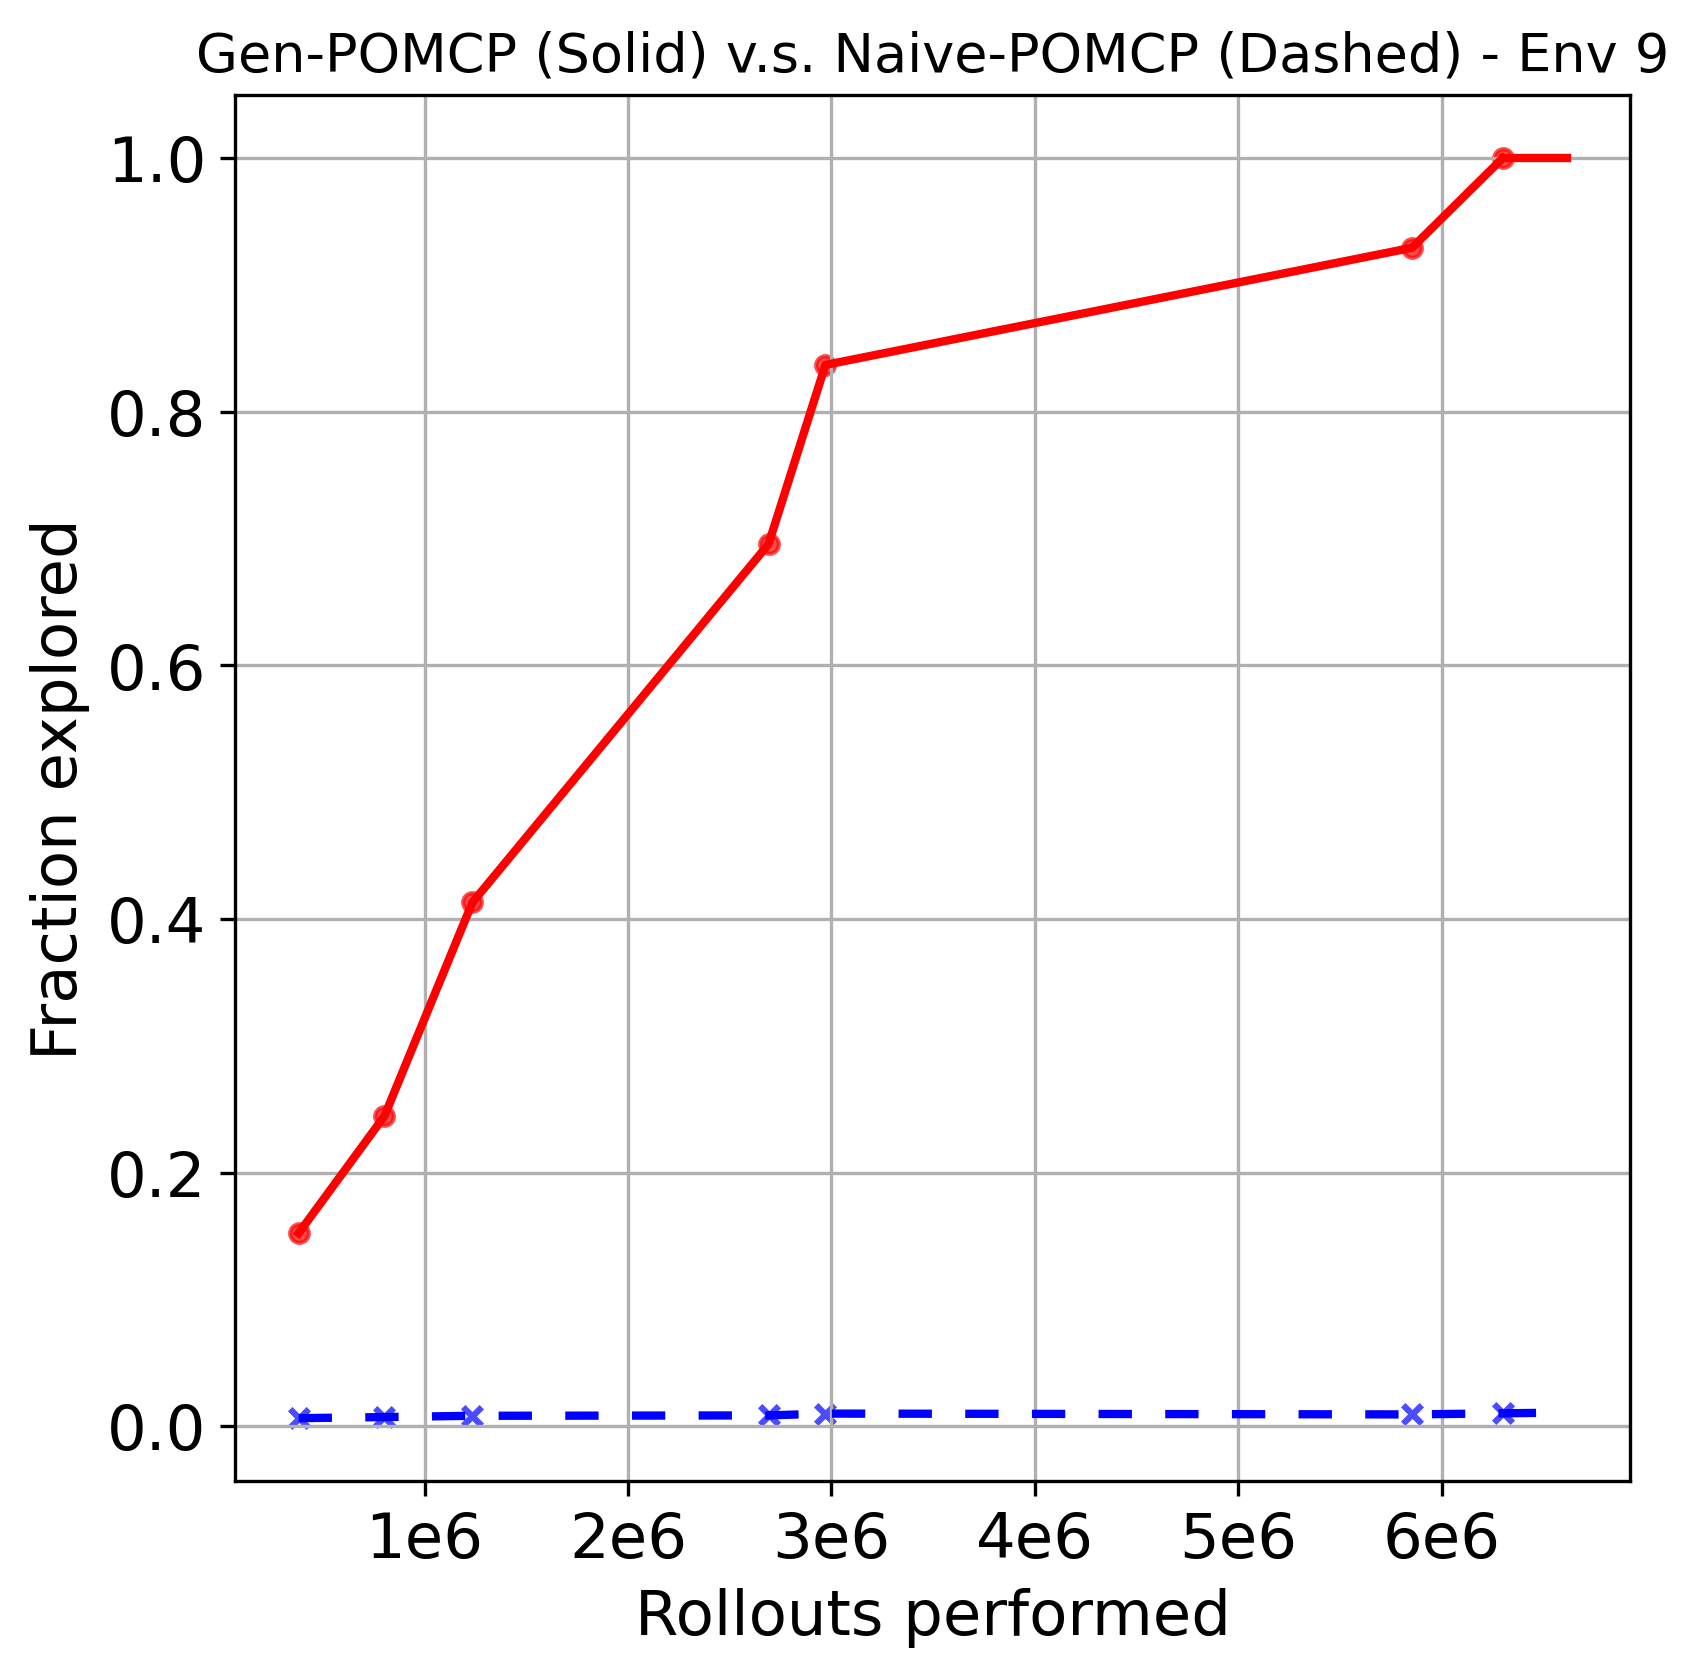 Gen-POMCP (Solid) v.s. Naive-POMCP (Dashed) - Env 9
1.0
0.8
0.6
0.4
0.2
0.0
Fraction explored
1e6 2e6 3e6 4e6 5e6 6e6
Rollouts performed